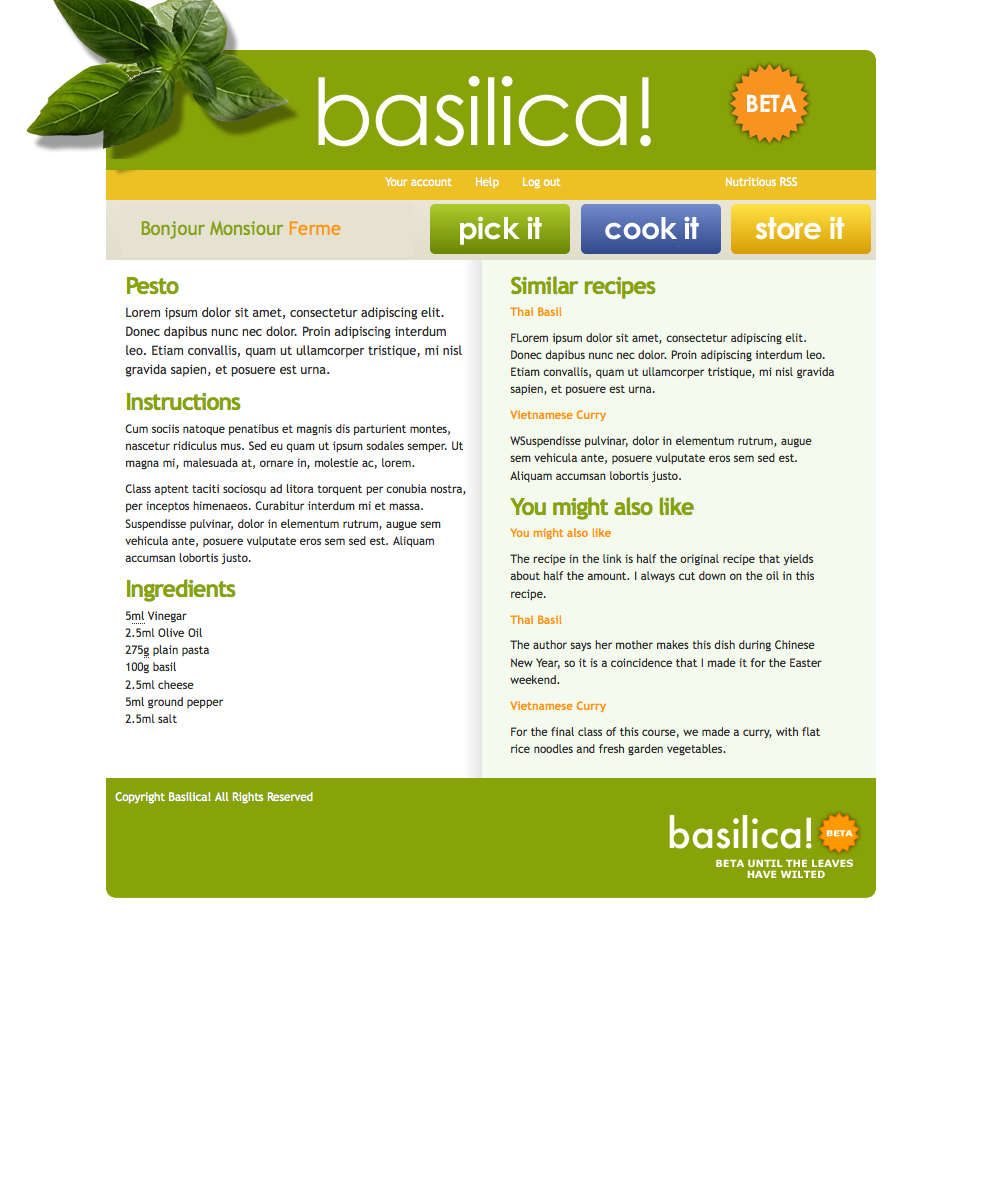 basilica!
BETA
Your account Help Log out Nutritious RSS
Bonjour Monsiour Ferme
pick it
cook it
store it
Pesto
Lorem ipsum dolor sit amet, consectetur adipiscing elit.
Donec dapibus nunc nec dolor. Proin adipiscing interdum
leo. Etiam convallis, quam ut ullamcorper tristique, mi nisl
gravida sapien, et posuere est urna.
Instructions
Cum sociis natoque penatibus et magnis dis parturient montes,
nascetur ridiculus mus. Sed eu quam ut ipsum sodales semper. Ut
magna mi, malesuada at, ornare in, molestie ac, lorem.
Class aptent taciti sociosqu ad litora torquent per conubia nostra,
per inceptos himenaeos. Curabitur interdum mi et massa.
Suspendisse pulvinar, dolor in elementum rutrum, augue sem
vehicula ante, posuere vulputate eros sem sed est. Aliquam
accumsan lobortis justo.
Ingredients
5ml Vinegar
2.5ml Olive Oil
275g plain pasta
100g basil
2.5ml cheese
5ml ground pepper
2.5ml salt
Similar recipes
Thai Basil
FLorem ipsum dolor sit amet, consectetur adipiscing elit.
Donec dapibus nunc nec dolor. Proin adipiscing interdum leo.
Etiam convallis, quam ut ullamcorper tristique, mi nisl gravida
sapien, et posuere est urna.
Vietnamese Curry
WSuspendisse pulvinar, dolor in elementum rutrum, augue
sem vehicula ante, posuere vulputate eros sem sed est.
Aliquam accumsan lobortis justo.
You might also like
You might also like
The recipe in the link is half the original recipe that yields
about half the amount. I always cut down on the oil in this
recipe.
Thai Basil
The author says her mother makes this dish during Chinese
New Year, so it is a coincidence that I made it for the Easter
weekend.
Vietnamese Curry
For the final class of this course, we made a curry, with flat
rice noodles and fresh garden vegetables.
Copyright Basilica! All Rights Reserved
basilica!
BETA
BETA UNTIL THE LEAVES
HAVE WILTED